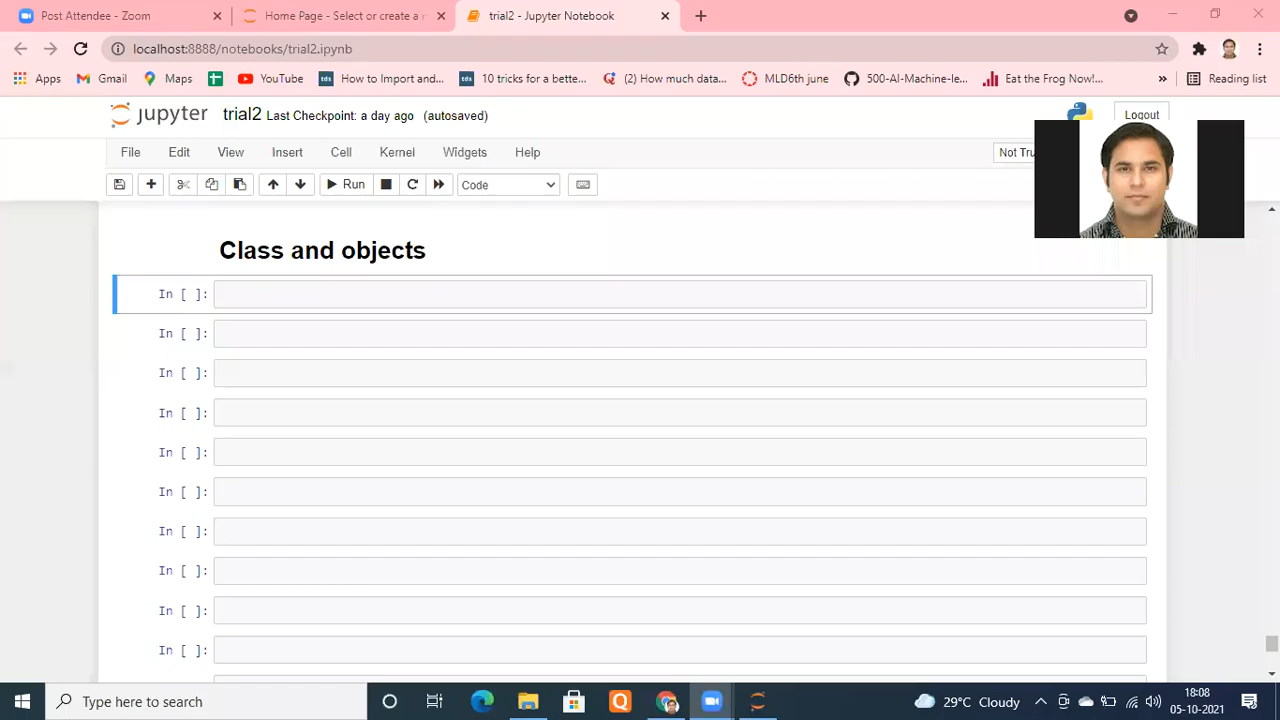 Post Attendee - Zoom
Home Page - Select or create a n
trial2 - Jupyter Notebook
localhost:8888/notebooks/trial2.ipynb
Apps
Gmail
Maps
YouTube
How to Import and...
10 tricks for a bette...
(2) How much data...
MLD6th june
500-AI-Machine-le...
Eat the Frog Now!...
»
Reading list
jupyter trial2 Last Checkpoint: a day ago (autosaved)
Logout
File Edit View Insert Cell Kernel Widgets Help
Not Tru
Run
Code
Class and objects
In [ ]:
In [ ]:
In [ ]:
In [ ]:
In [ ]:
In [ ]:
In [ ]:
In [ ]:
In [ ]:
In [ ]:
Type here to search
29°C Cloudy
18:08
05-10-2021